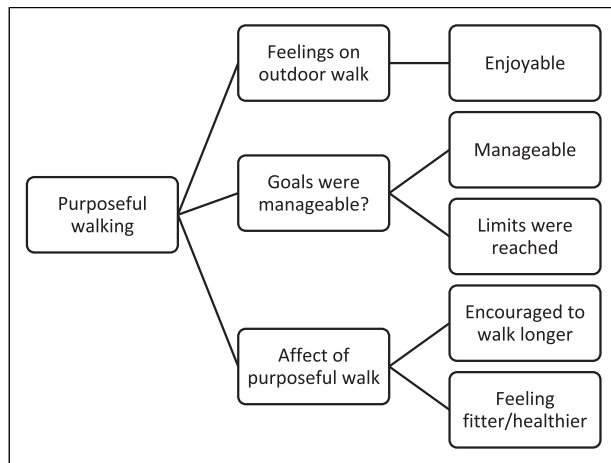 Purposeful
walking
Feelings on
outdoor walk
Enjoyable
Goals were
manageable?
Manageable
Limits were
reached
Affect of
purposeful walk
Encouraged to
walk longer
Feeling
fitter/healthier